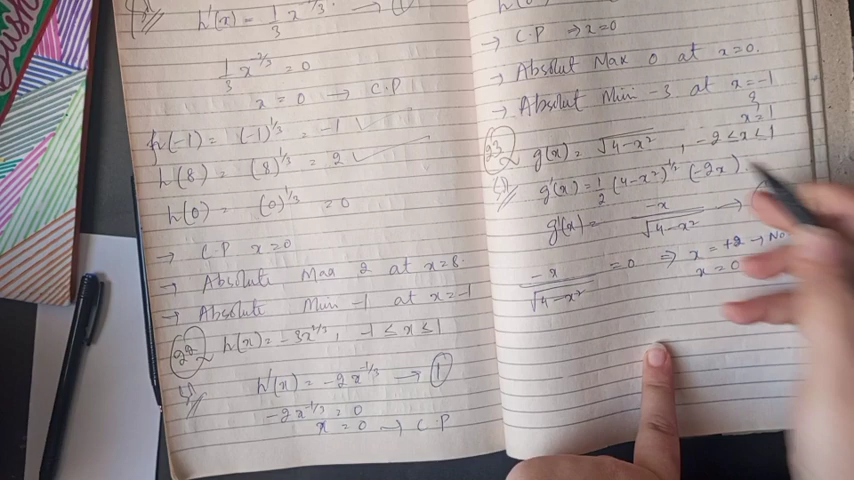 h'(x) = 1/3 x^-2/3. → (1)
1/3 x^-2/3 = 0
x = 0 → C.P
h(-1) = (-1)^1/3 = -1 ✓
h(8) = (8)^1/3 = 2 ✓
h(0) = (0)^1/3 = 0
→ C.P x=0
→ Absolute Max 2 at x=8.
→ Absolute Min -1 at x=-1
22 h(x) = -3x^2/3, -1 ≤ x ≤ 1
h'(x) = -2x^-1/3 → (1)
-2x^-1/3 = 0
x = 0 → C.P
→ C.P ⇒ x=0
→ Absolut Max 0 at x=0.
→ Absolut Min -3 at x=-1
&
x=1
23 g(x) = √4-x², -2≤x≤1
g'(x) = 1/2 (4-x²)^1/2 (-2x).
g'(x) = -x/√4-x² →
-x/√4-x² = 0 ⇒ x = +2 → No
x = 0